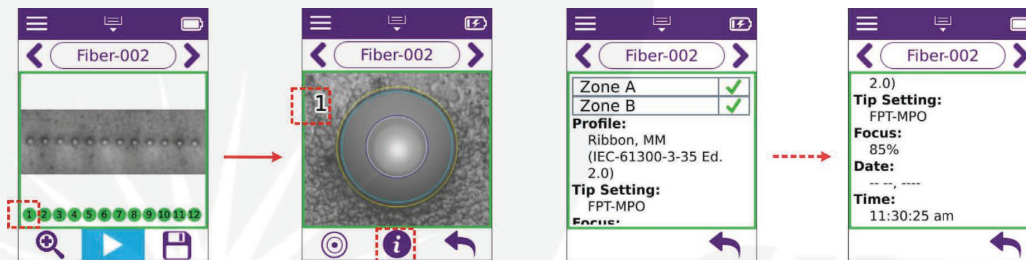 Fiber-002
1 2 3 4 5 6 7 8 9 10 11 12
Fiber-002
1
i
Fiber-002
Zone A
Zone B
Profile:
Ribbon, MM
(IEC-61300-3-35 Ed.
2.0)
Tip Setting:
FPT-MPO
Focus:
Fiber-002
2.0)
Tip Setting:
FPT-MPO
Focus:
85%
Date:
-- --, ----
Time:
11:30:25 am